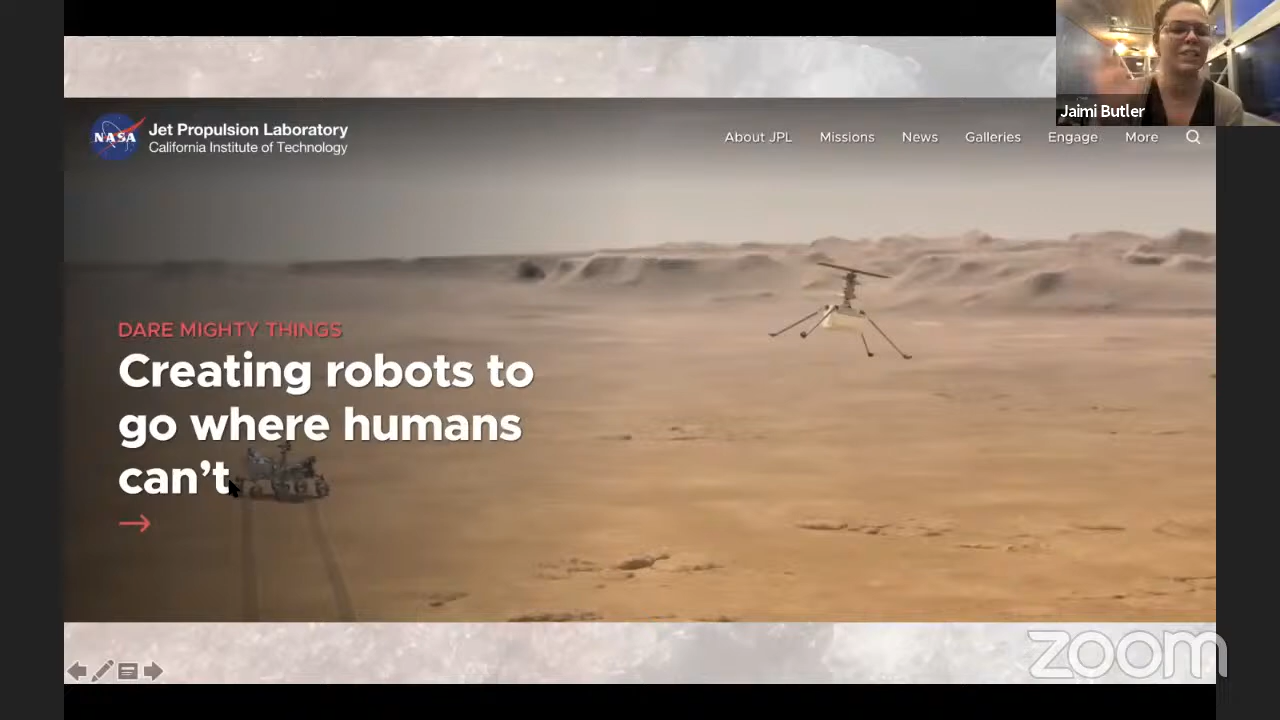 Jaimi Butler
NASA
Jet Propulsion Laboratory
California Institute of Technology
About JPL Missions News Galleries Engage More
DARE MIGHTY THINGS
Creating robots to
go where humans
can't
zoom